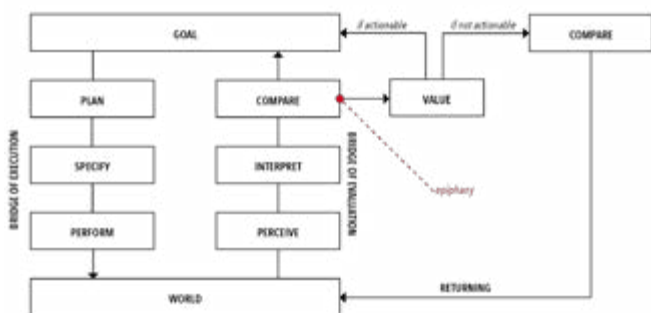 if actionable
if not actionable
GOAL
COMPARE
PLAN
COMPARE
VALUE
BRIDGE OF EXECUTION
SPECIFY
INTERPRET
BRIDGE OF EVALUATION
epiphany
PERFORM
PERCEIVE
RETURNING
WORLD